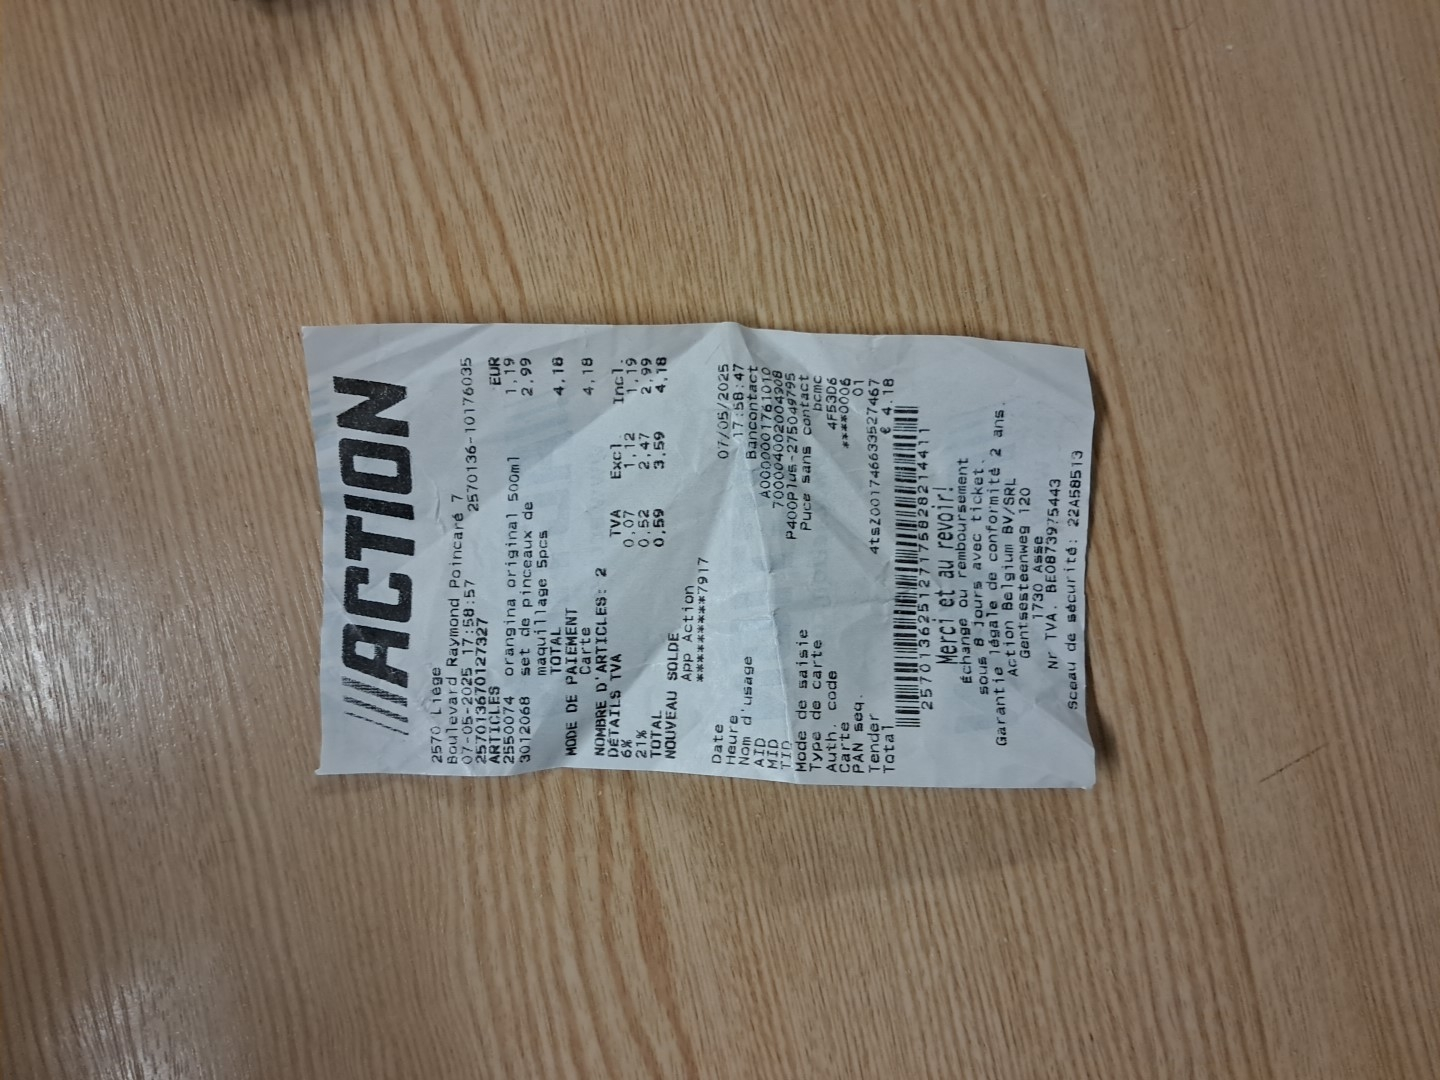 ///ACTION
2570 Liège
Boulevard Raymond Poincaré 7
07-05-2025 17:58:57 2570136-10176035
257013670127327
ARTICLES EUR
2550074 orangina original 500ml 1,19
3012068 set de pinceaux de 2,99
maquillage 5pcs
TOTAL 4,18
MODE DE PAIEMENT
Carte 4,18
NOMBRE D'ARTICLES: 2
DÉTAILS TVA TVA Excl. Incl.
6% 0,07 1,12 1,19
21% 0,52 2,47 2,99
TOTAL 0,59 3,59 4,18
NOUVEAU SOLDE
App Action
*********7917
Date 07/05/2025
Heure 17:58:47
Nom d'usage Bancontact
AID A0000001761010
MID 70000402004908
TID P400Plus-275049795
Mode de saisie Puce sans contact
Type de carte bcmc
Auth. code 4F53D6
Carte ****0006
PAN seq. 01
Tender 4tsZ001746633527467
Total € 4.18
2570136251271758282144 11
Merci et au revoir!
Échange ou remboursement
sous 8 jours avec ticket.
Garantie légale de conformité 2 ans.
Action Belgium BV/SRL
Gentsesteenweg 120
1730 Asse
Nr TVA. BE0873975443
Sceau de sécurité: 22A58513